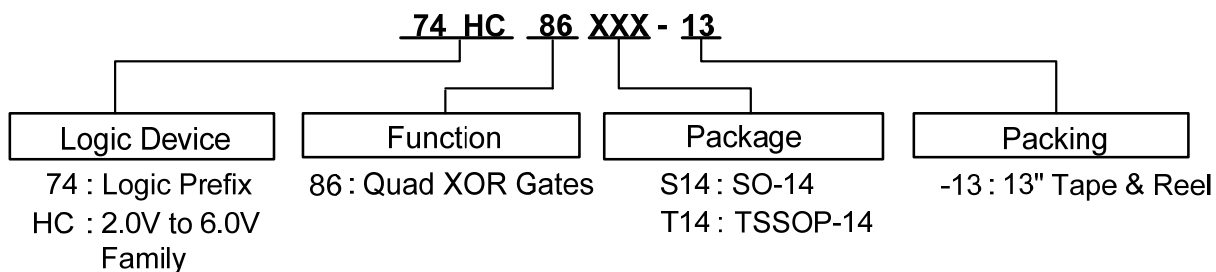 74 HC 86 XXX - 13
Logic Device
Function
Package
Packing
74 : Logic Prefix
HC : 2.0V to 6.0V
Family
86 : Quad XOR Gates
S14 : SO-14
T14 : TSSOP-14
-13 : 13" Tape & Reel